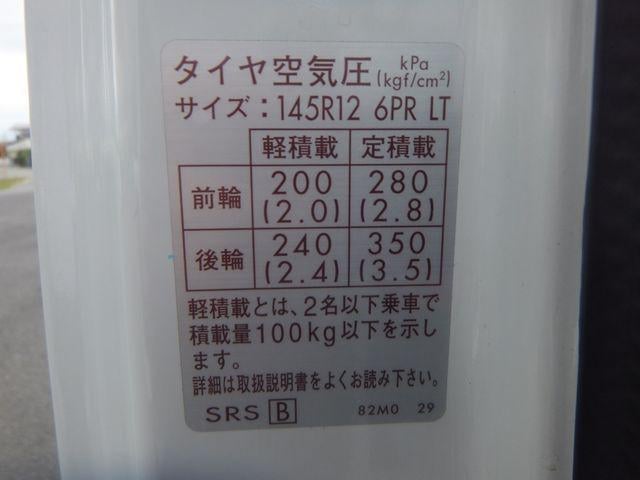 タイヤ空気圧 kPa (kgf/cm²)
サイズ：145R12 6PR LT
軽積載 定積載
前輪 200 (2.0) 280 (2.8)
後輪 240 (2.4) 350 (3.5)
軽積載とは、2名以下乗車で
積載量100kg以下を示し
ます。
詳細は取扱説明書をよくお読み下さい。
SRS B 82M0 29